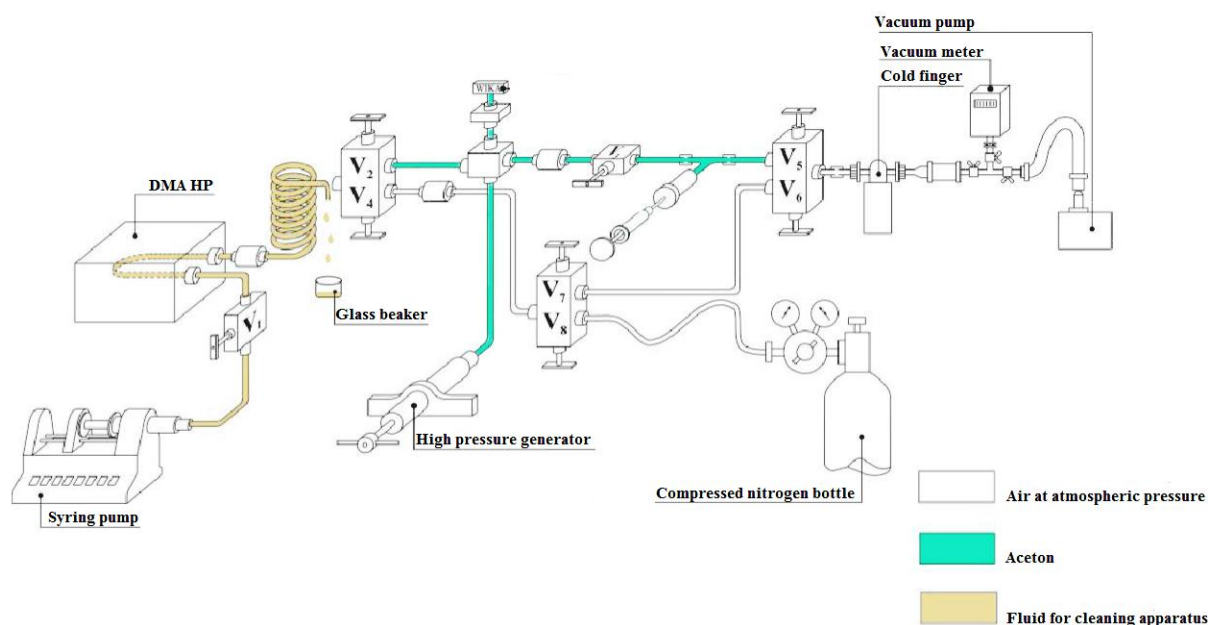 Vacuum pump
Vacuum meter
Cold finger
WIKA
DMA HP
V2
V4
V5
V6
Glass beaker
V7
V8
V1
High pressure generator
Compressed nitrogen bottle
Syring pump
Air at atmospheric pressure
Aceton
Fluid for cleaning apparatus